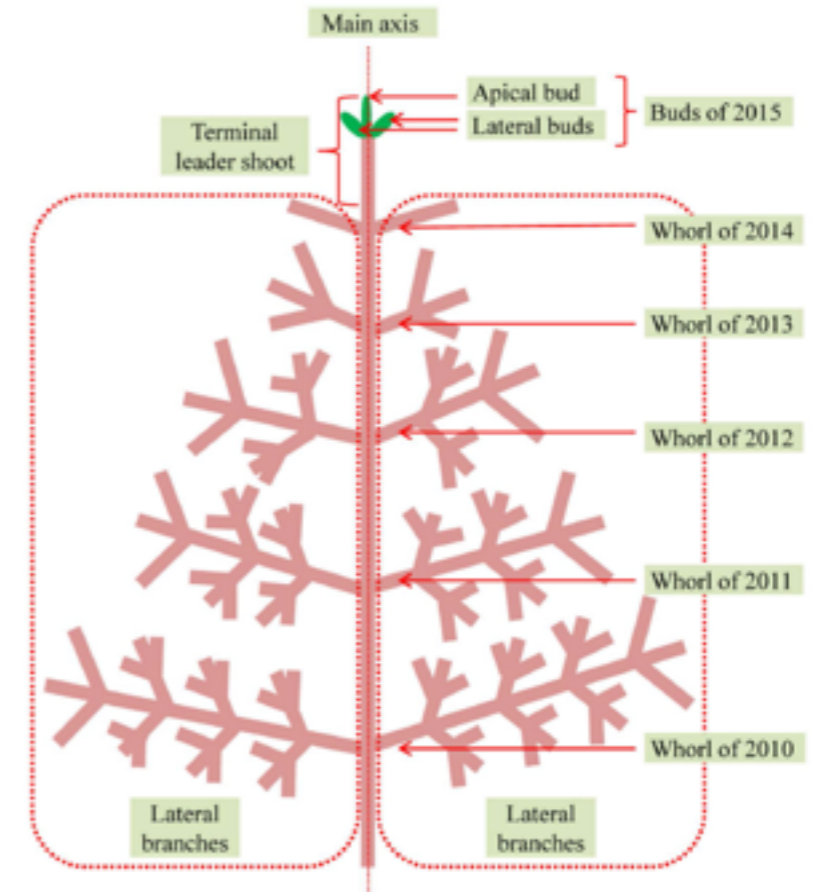 Main axis
Apical bud
Lateral buds
Buds of 2015
Terminal
leader shoot
Whorl of 2014
Whorl of 2013
Whorl of 2012
Whorl of 2011
Whorl of 2010
Lateral
branches
Lateral
branches